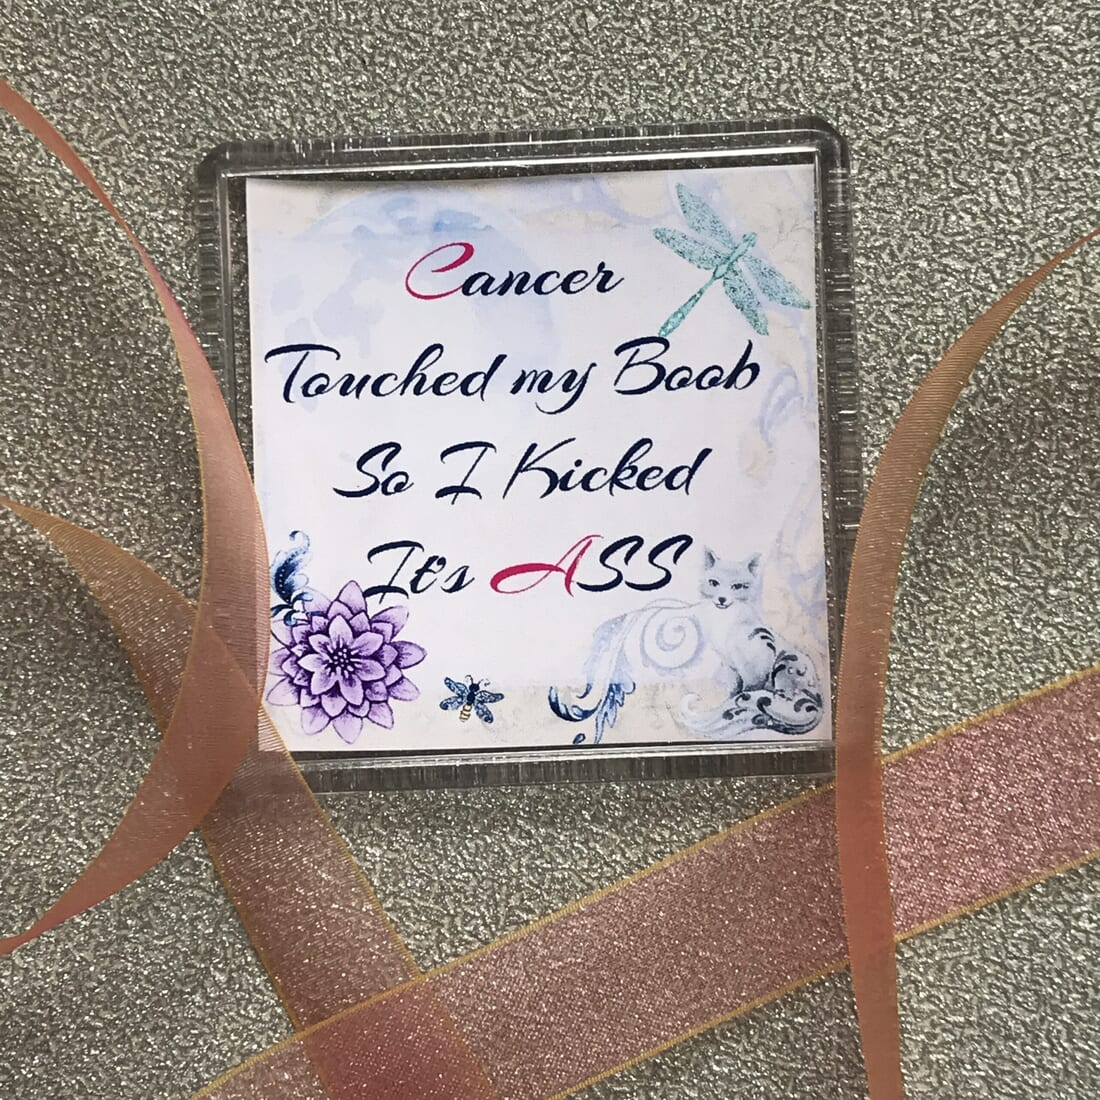 Cancer
Touched my Boob
So I Kicked
It's ASS